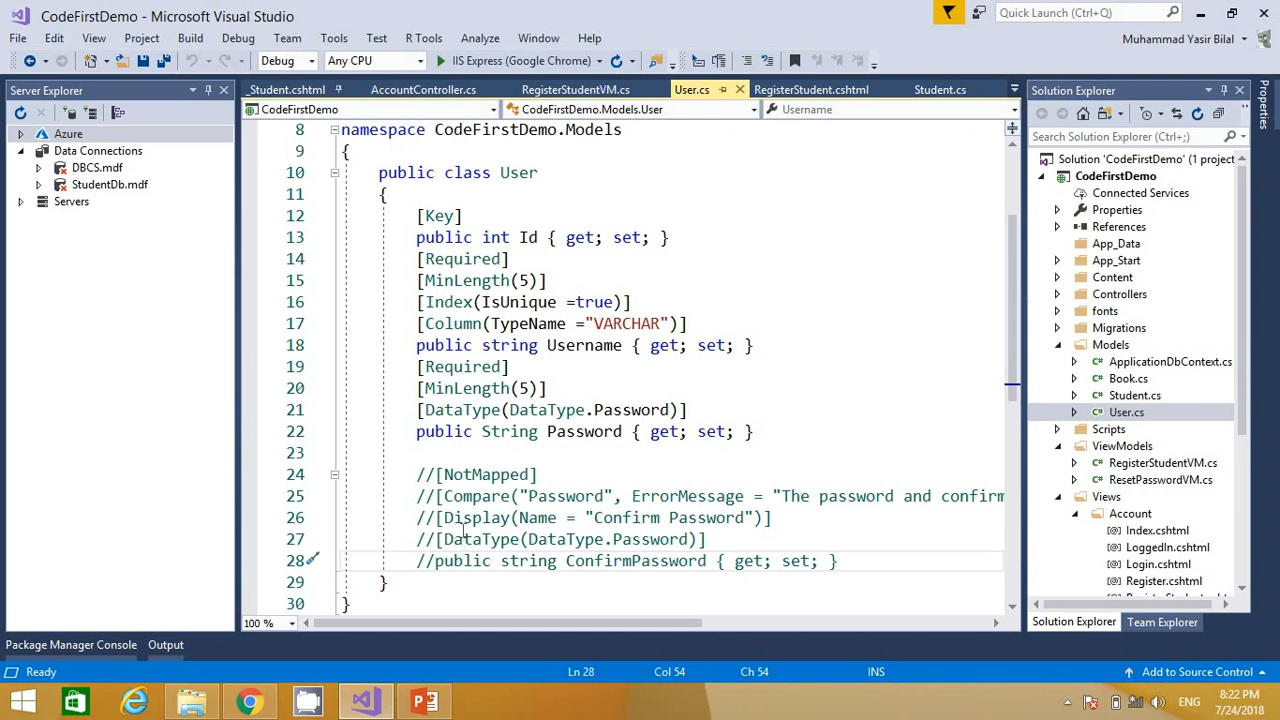 CodeFirstDemo - Microsoft Visual Studio
Quick Launch (Ctrl+Q)
File Edit View Project Build Debug Team Tools Test R Tools Analyze Window Help
Muhammad Yasir Bilal
Debug Any CPU IIS Express (Google Chrome)
Server Explorer
_Student.cshtml AccountController.cs RegisterStudentVM.cs User.cs RegisterStudent.cshtml Student.cs
Solution Explorer
Properties
CodeFirstDemo CodeFirstDemo.Models.User Username
Azure
Data Connections
DBCS.mdf
StudentDb.mdf
Servers
8 namespace CodeFirstDemo.Models
9 {
10 public class User
11 {
12 [Key]
13 public int Id { get; set; }
14 [Required]
15 [MinLength(5)]
16 [Index(IsUnique =true)]
17 [Column(TypeName ="VARCHAR")]
18 public string Username { get; set; }
19 [Required]
20 [MinLength(5)]
21 [DataType(DataType.Password)]
22 public String Password { get; set; }
23
24 //[NotMapped]
25 //[Compare("Password", ErrorMessage = "The password and confirm
26 //[Display(Name = "Confirm Password")]
27 //[DataType(DataType.Password)]
28 //public string ConfirmPassword { get; set; }
29 }
30 }
100 %
Search Solution Explorer (Ctrl+;)
Solution 'CodeFirstDemo' (1 project
CodeFirstDemo
Connected Services
Properties
References
App_Data
App_Start
Content
Controllers
fonts
Migrations
Models
ApplicationDbContext.cs
Book.cs
Student.cs
User.cs
Scripts
ViewModels
RegisterStudentVM.cs
ResetPasswordVM.cs
Views
Account
Index.cshtml
LoggedIn.cshtml
Login.cshtml
Register.cshtml
Solution Explorer Team Explorer
Package Manager Console Output
Ready Ln 28 Col 54 Ch 54 INS Add to Source Control
ENG
8:22 PM
7/24/2018